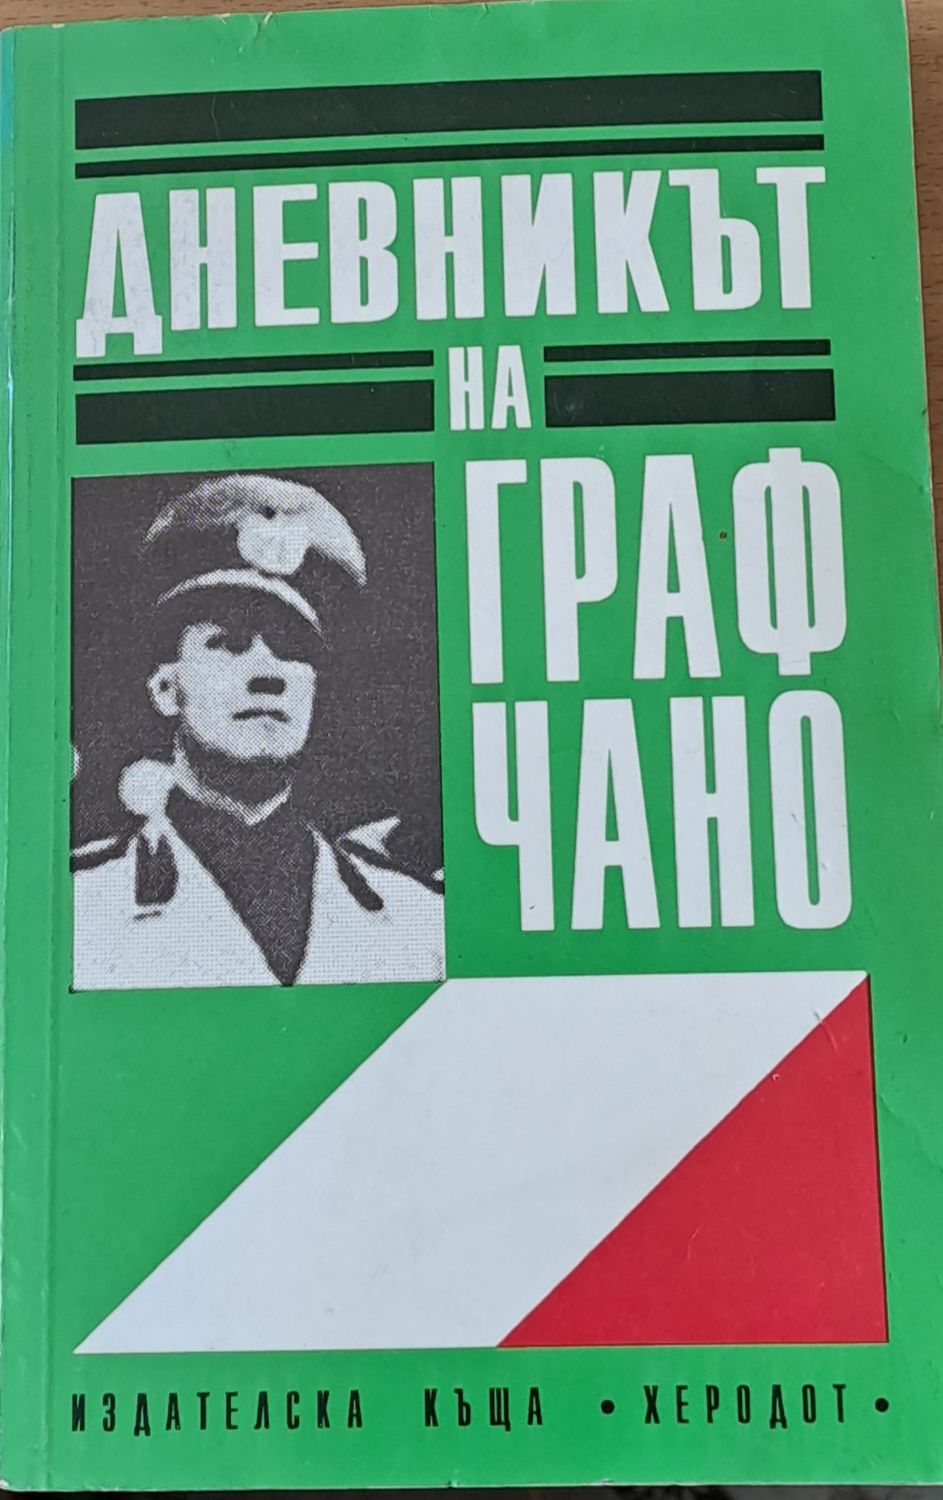 ДНЕВНИКЪТ
НА
ГРАФ
ЧАНО
ИЗДАТЕЛСКА КЪЩА • ХЕРОДОТ •